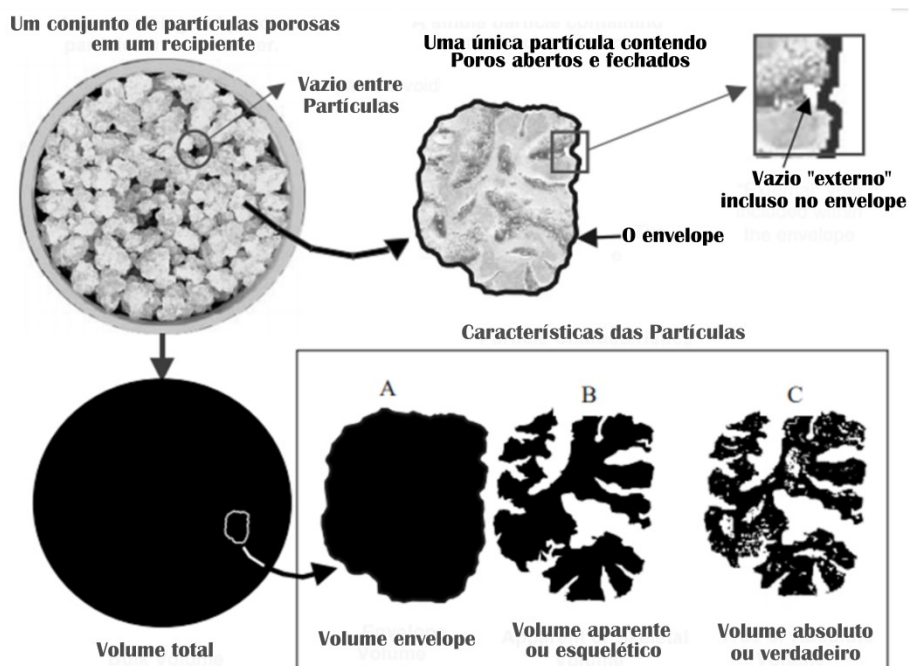 Um conjunto de partículas porosas
em um recipiente
Vazio entre
Partículas
Uma única partícula contendo
Poros abertos e fechados
Vazio "externo"
incluso no envelope
O envelope
Características das Partículas
A
B
C
Volume total
Volume envelope
Volume aparente
ou esquelético
Volume absoluto
ou verdadeiro